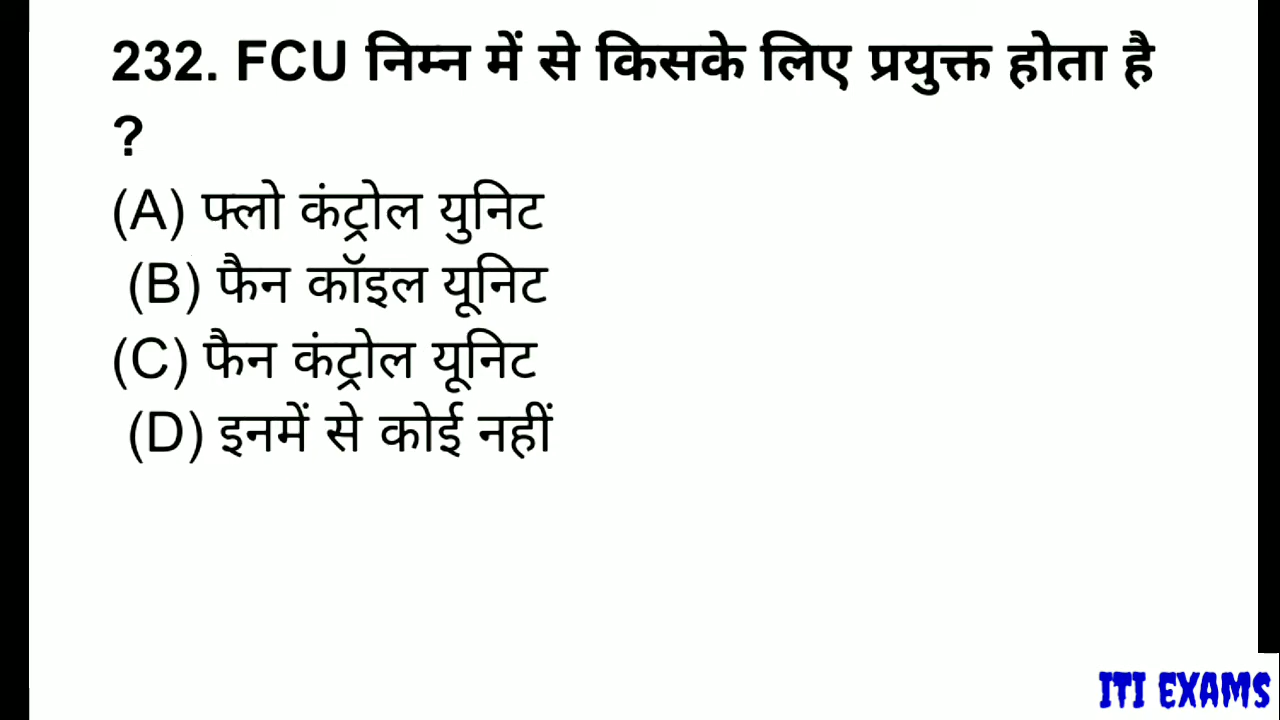 232. FCU निम्न में से किसके लिए प्रयुक्त होता है
?
(A) फ्लो कंट्रोल युनिट
(B) फैन कॉइल यूनिट
(C) फैन कंट्रोल यूनिट
(D) इनमें से कोई नहीं
ITI EXAMS